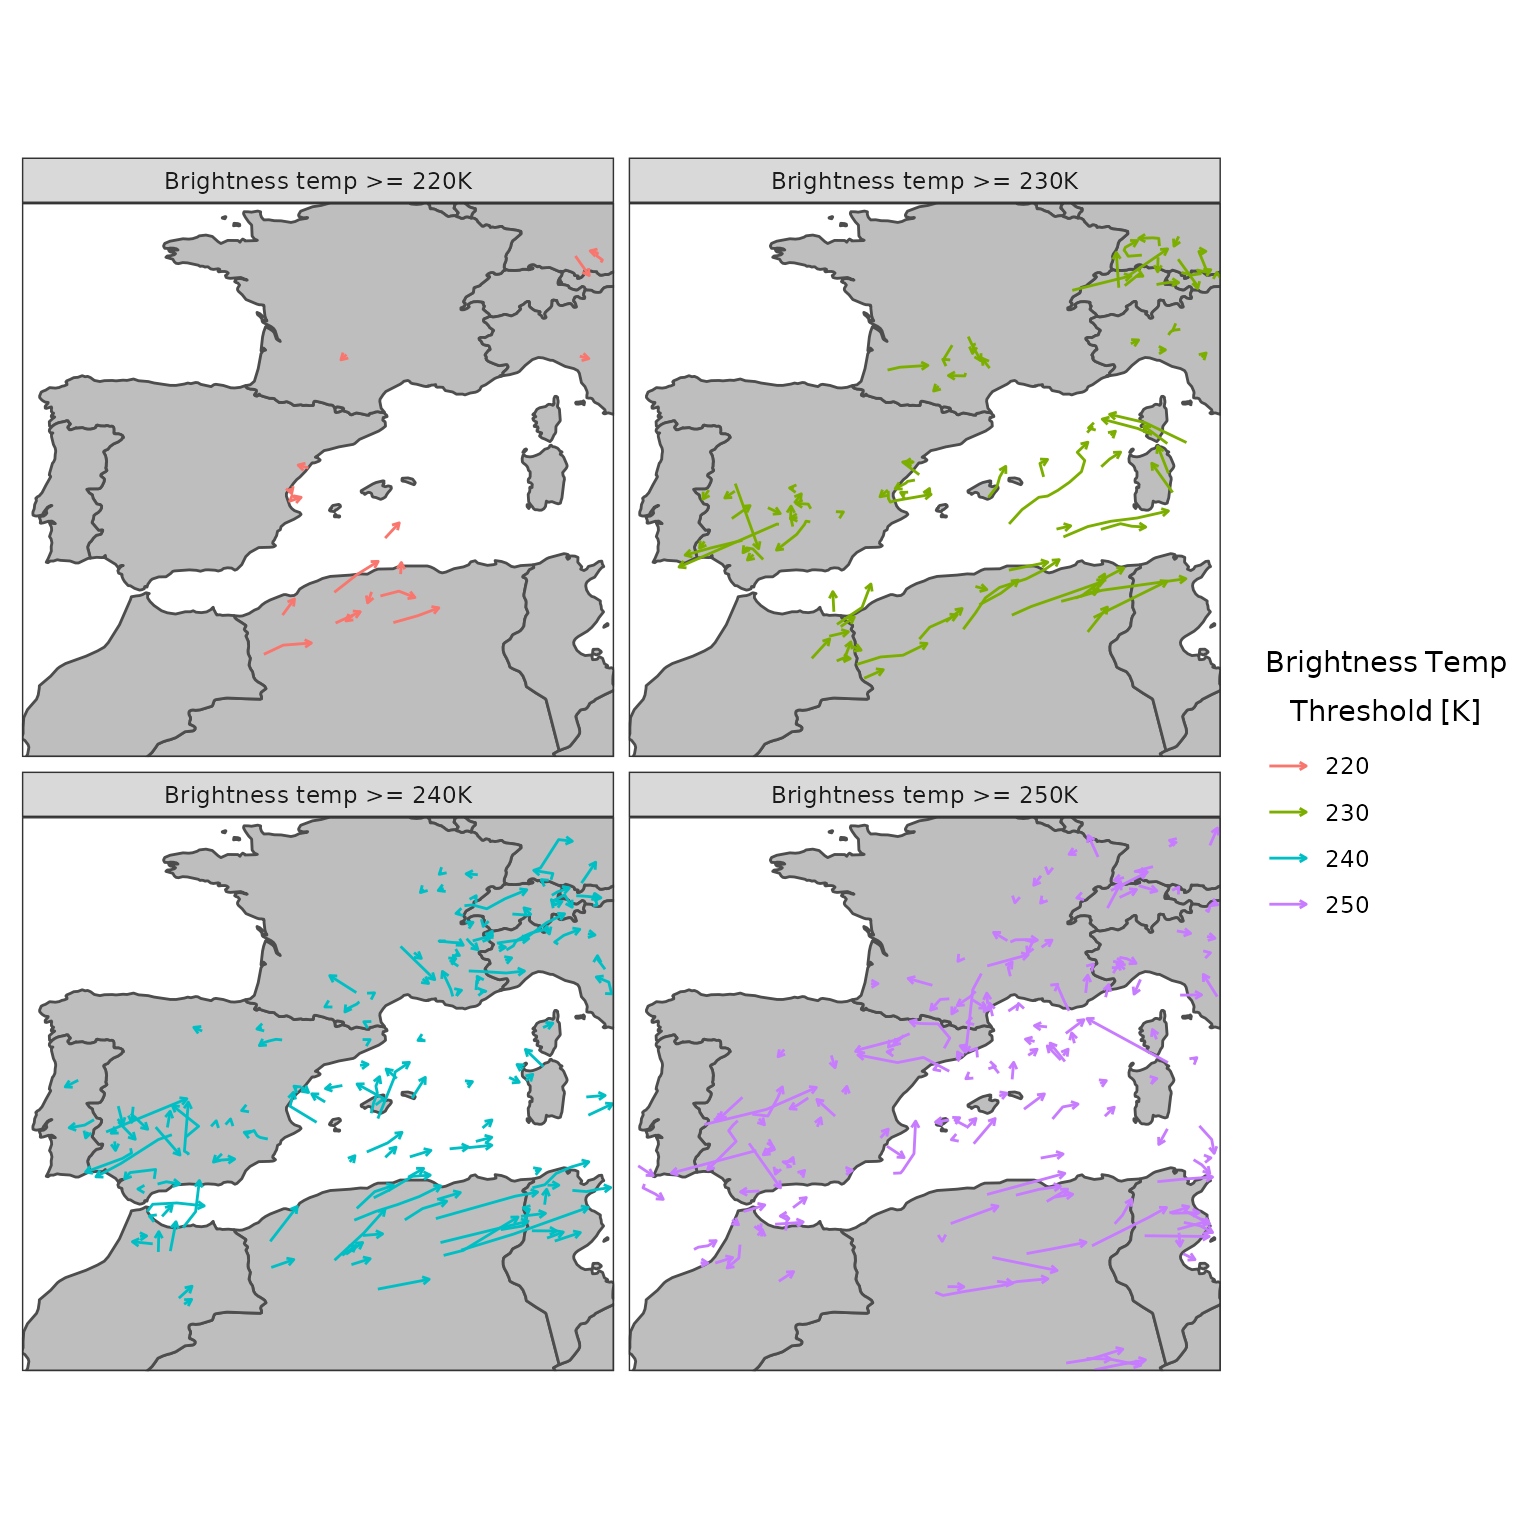 Brightness temp >= 220K
Brightness temp >= 230K
Brightness temp >= 240K
Brightness temp >= 250K
Brightness Temp
Threshold [K]
220
230
240
250